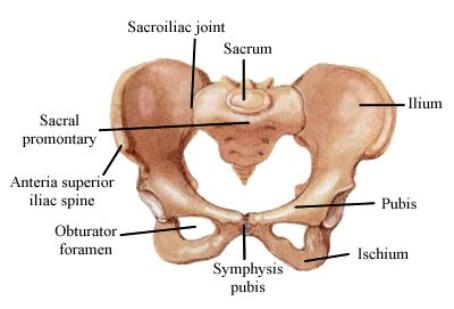 Sacroiliac joint
Sacrum
Ilium
Sacral
promontary
Anteria superior
iliac spine
Pubis
Obturator
foramen
Ischium
Symphysis
pubis